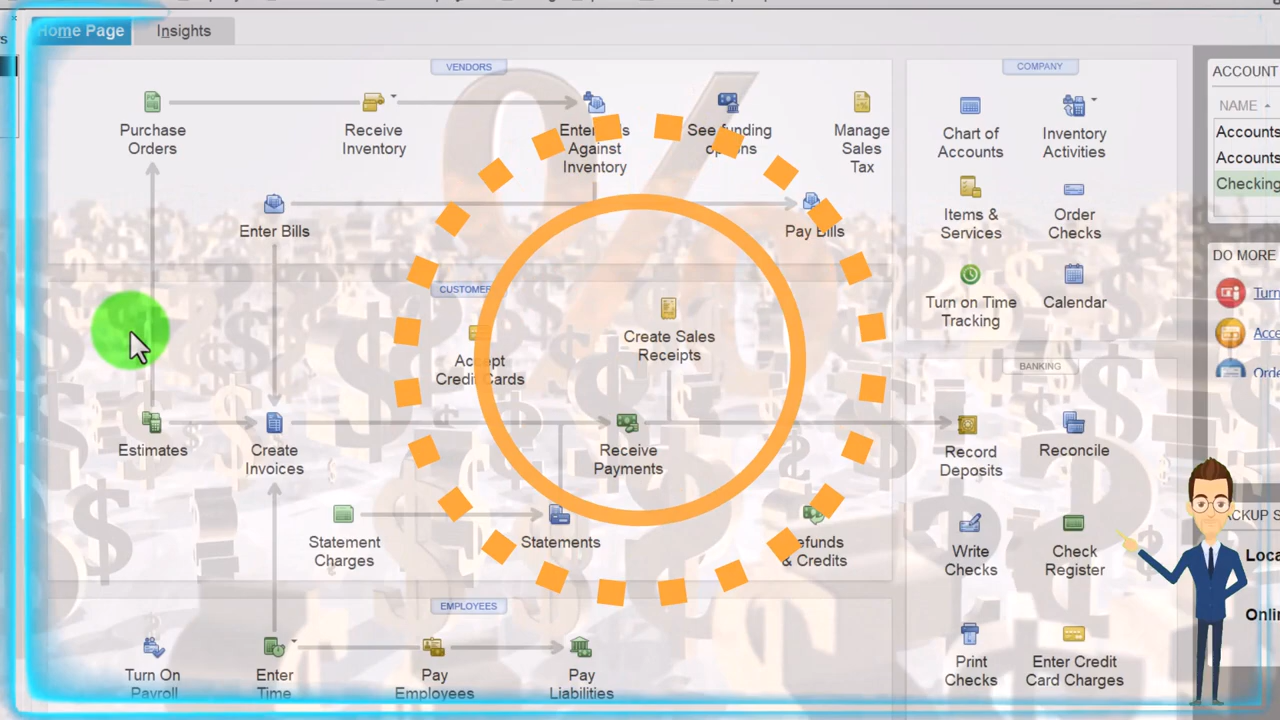 Home Page
Insights
VENDORS
COMPANY
ACCOUNT
NAME
Purchase
Orders
Receive
Inventory
Against
Inventory
Manage
Sales
Tax
Chart of
Accounts
Inventory
Activities
Accounts
Accounts
Checking
Enter Bills
Pay Bills
Items &
Services
Order
Checks
DO MORE
CUSTOMER
Create Sales
Receipts
Accept
Credit Cards
Turn on Time
Tracking
Calendar
BANKING
Estimates
Create
Invoices
Receive
Payments
Record
Deposits
Reconcile
Statement
Charges
Statements
& Credits
Write
Checks
Check
Register
EMPLOYEES
Turn On
Payroll
Enter
Time
Pay
Employees
Pay
Liabilities
Print
Checks
Enter Credit
Card Charges